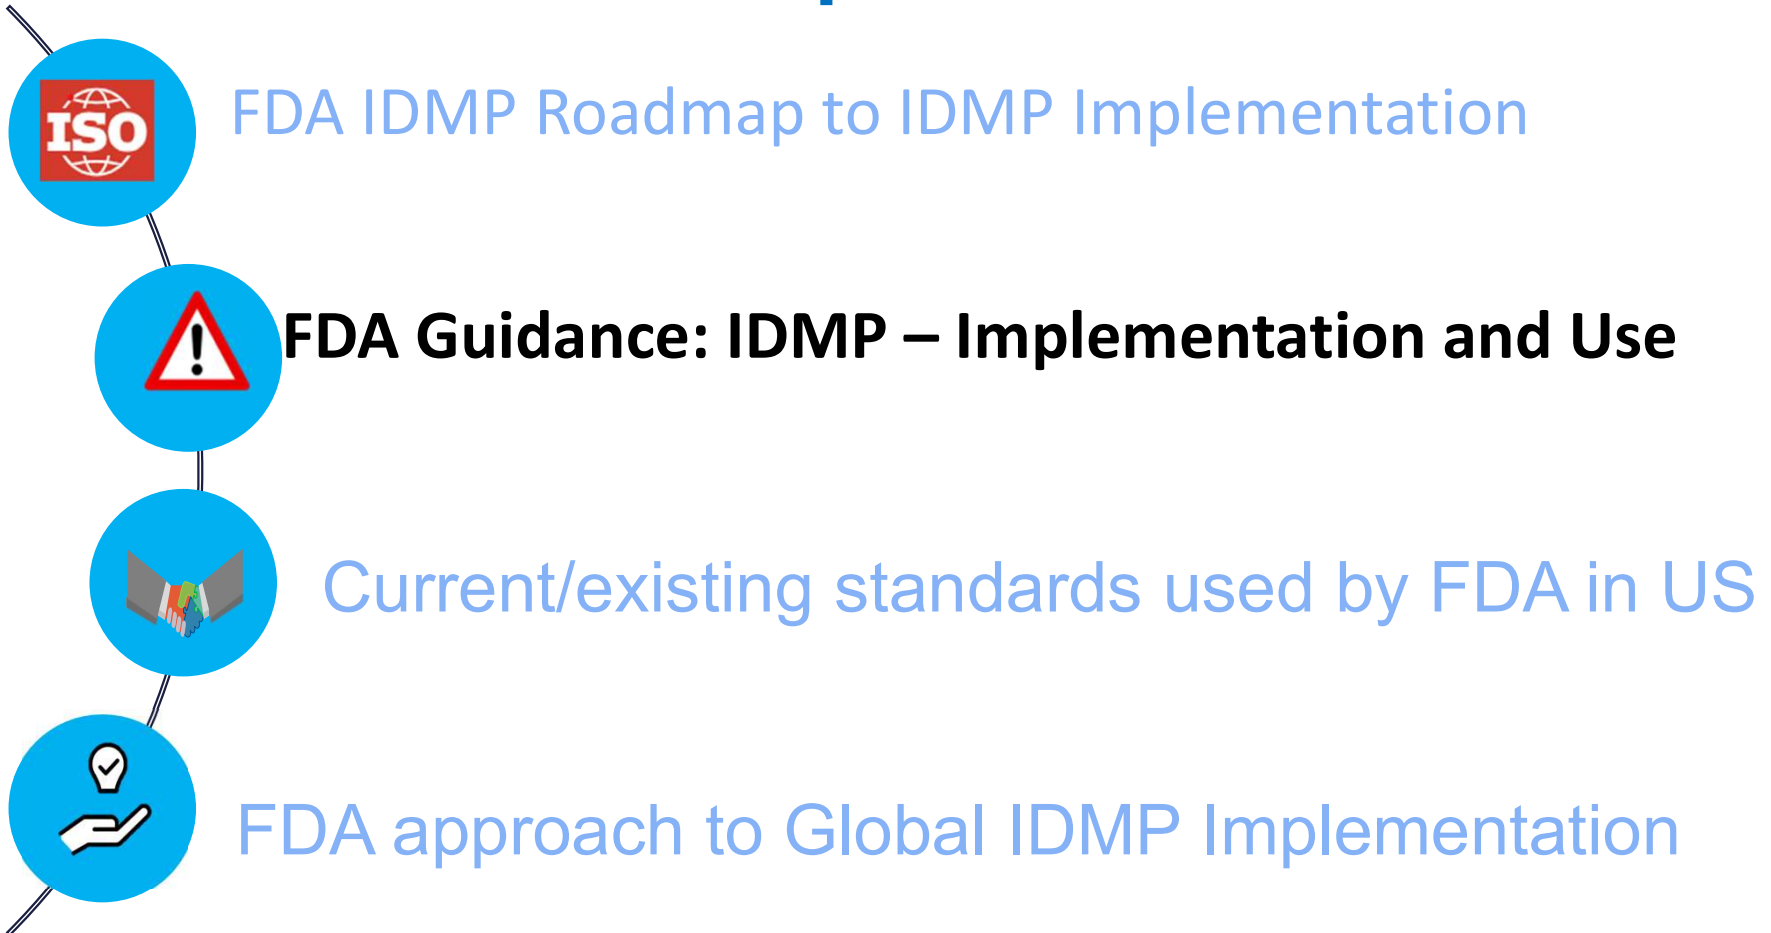 ISO
FDA IDMP Roadmap to IDMP Implementation
FDA Guidance: IDMP – Implementation and Use
Current/existing standards used by FDA in US
FDA approach to Global IDMP Implementation